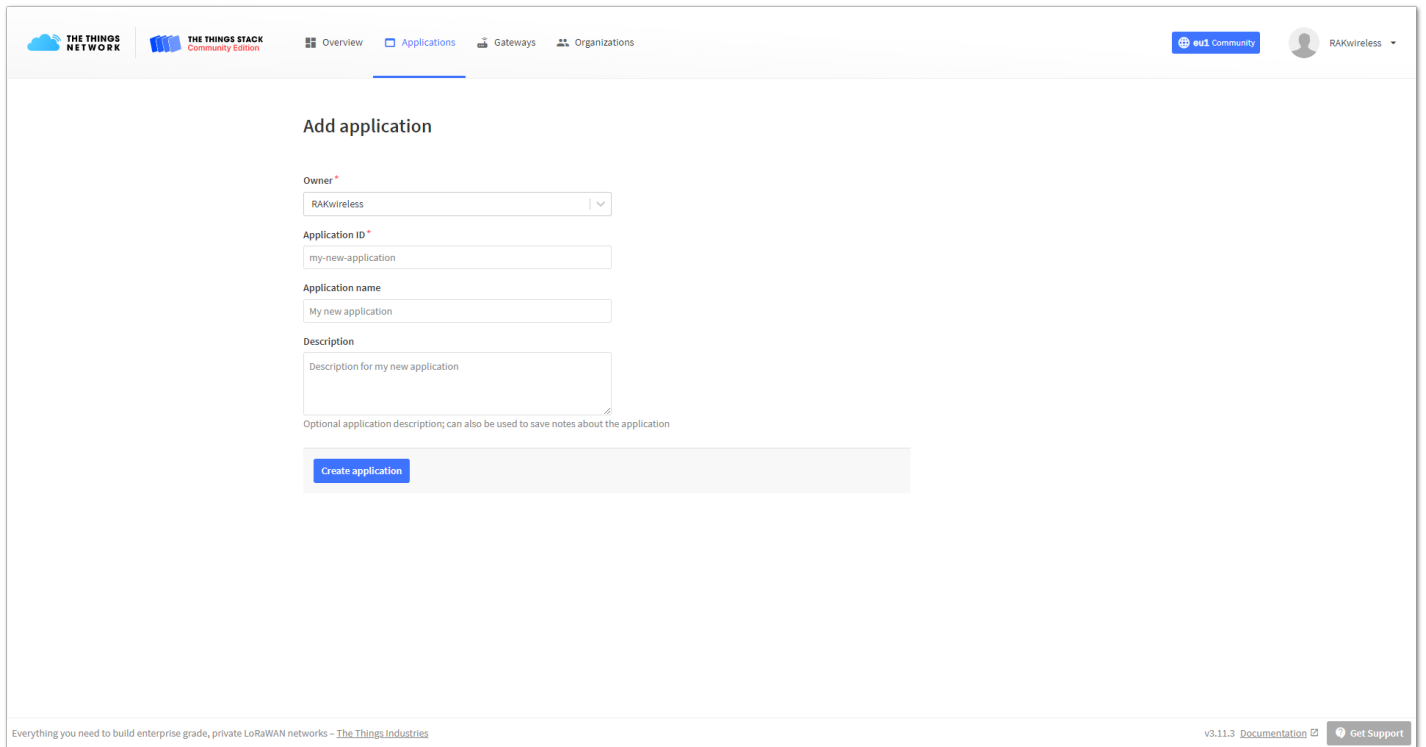 THE THINGS NETWORK
THE THINGS STACK
Community Edition
Overview
Applications
Gateways
Organizations
eu1 Community
RAKwireless
Add application
Owner *
RAKwireless
Application ID *
my-new-application
Application name
My new application
Description
Description for my new application
Optional application description; can also be used to save notes about the application
Create application
Everything you need to build enterprise grade, private LoRaWAN networks – The Things Industries
v3.11.3 Documentation
Get Support